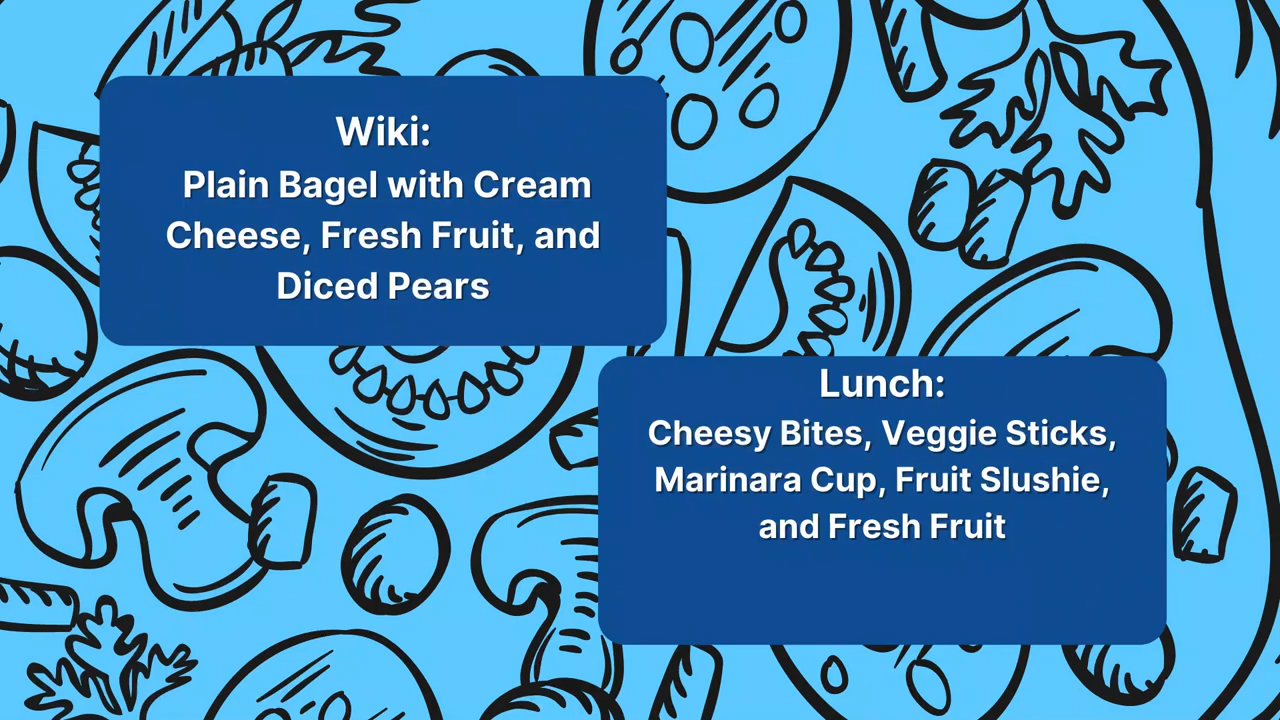 Wiki:
Plain Bagel with Cream
Cheese, Fresh Fruit, and
Diced Pears
Lunch:
Cheesy Bites, Veggie Sticks,
Marinara Cup, Fruit Slushie,
and Fresh Fruit